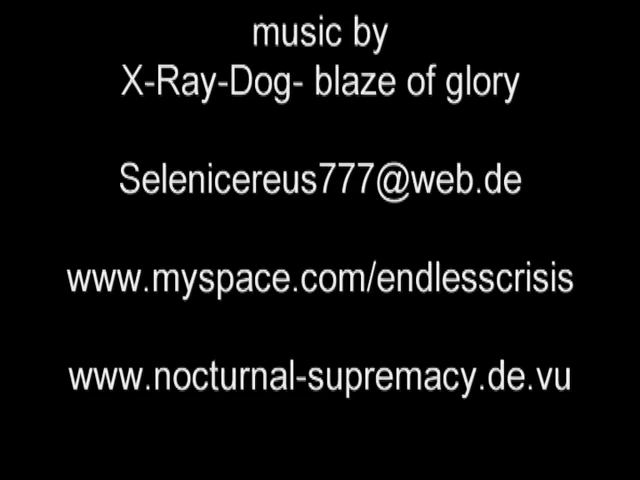 music by
X-Ray-Dog- blaze of glory
Selenicereus777@web.de
www.myspace.com/endlesscrisis
www.nocturnal-supremacy.de.vu